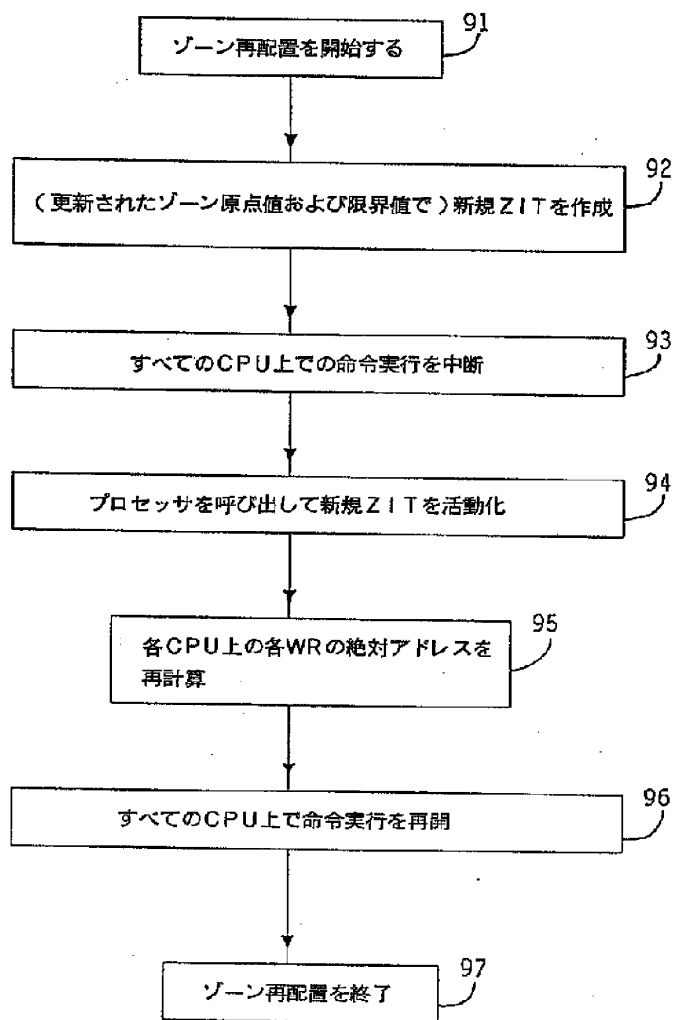 91
ゾーン再配置を開始する
92
(更新されたゾーン原点値および限界値で)新規ZITを作成
93
すべてのCPU上での命令実行を中断
94
プロセッサを呼び出して新規ZITを活動化
95
各CPU上の各WRの絶対アドレスを
再計算
96
すべてのCPU上で命令実行を再開
97
ゾーン再配置を終了